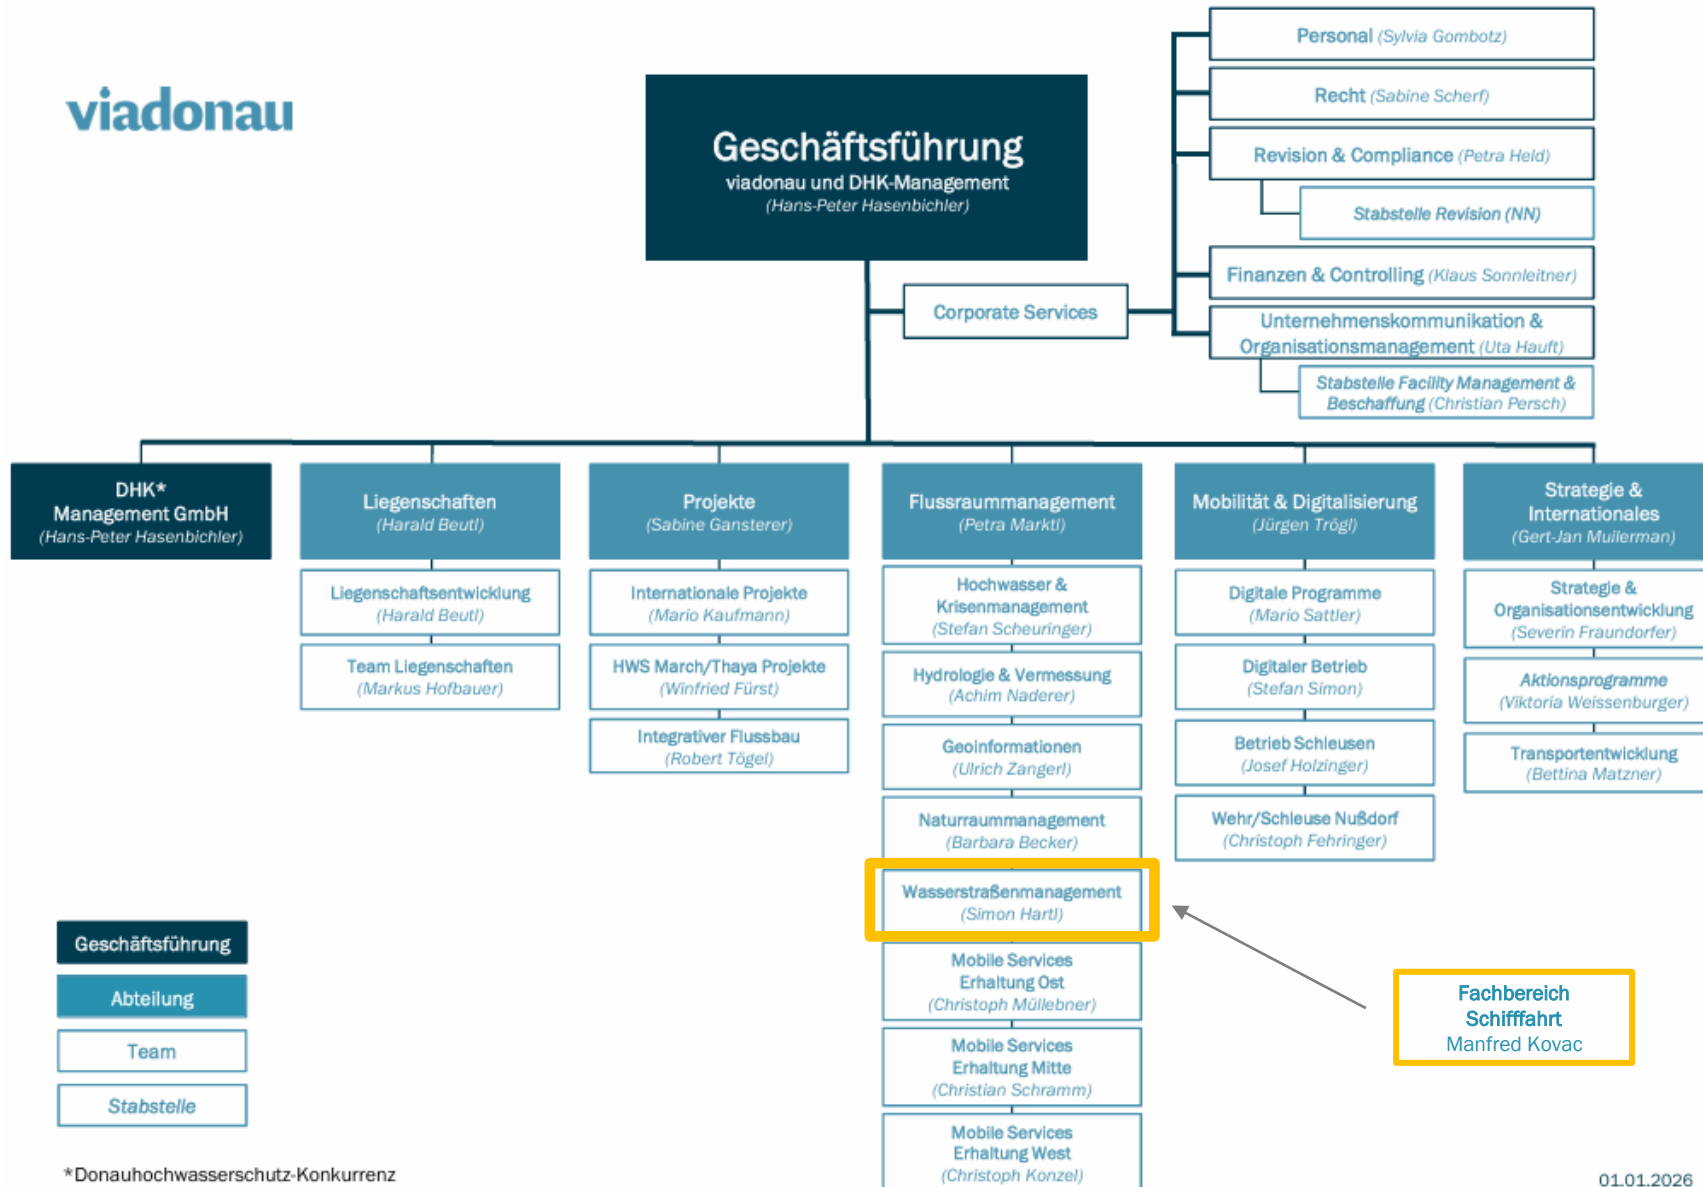 viadonau
Geschäftsführung
viadonau und DHK-Management
(Hans-Peter Hasenbichler)
Personal (Sylvia Gombotz)
Recht (Sabine Scherf)
Revision & Compliance (Petra Held)
Stabstelle Revision (NN)
Finanzen & Controlling (Klaus Sonnleitner)
Corporate Services
Unternehmenskommunikation &
Organisationsmanagement (Uta Hauft)
Stabstelle Facility Management &
Beschaffung (Christian Persch)
DHK*
Management GmbH
(Hans-Peter Hasenbichler)
Liegenschaften
(Harald Beutl)
Liegenschaftsentwicklung
(Harald Beutl)
Team Liegenschaften
(Markus Hofbauer)
Projekte
(Sabine Gansterer)
Internationale Projekte
(Mario Kaufmann)
HWS March/Thaya Projekte
(Winfried Fürst)
Integrativer Flussbau
(Robert Tögel)
Flussraummanagement
(Petra Marktl)
Hochwasser &
Krisenmanagement
(Stefan Scheuringer)
Hydrologie & Vermessung
(Achim Naderer)
Geoinformationen
(Ulrich Zangerl)
Naturraummanagement
(Barbara Becker)
Wasserstraßenmanagement
(Simon Hartl)
Mobile Services
Erhaltung Ost
(Christoph Müllebner)
Mobile Services
Erhaltung Mitte
(Christian Schramm)
Mobile Services
Erhaltung West
(Christoph Konzel)
Mobilität & Digitalisierung
(Jürgen Trögl)
Digitale Programme
(Mario Sattler)
Digitaler Betrieb
(Stefan Simon)
Betrieb Schleusen
(Josef Holzinger)
Wehr/Schleuse Nußdorf
(Christoph Fehringer)
Strategie &
Internationales
(Gert-Jan Muilerman)
Strategie &
Organisationsentwicklung
(Severin Fraundorfer)
Aktionsprogramme
(Viktoria Weissenburger)
Transportentwicklung
(Bettina Matzner)
Fachbereich
Schifffahrt
Manfred Kovac
Geschäftsführung
Abteilung
Team
Stabstelle
*Donauhochwasserschutz-Konkurrenz
01.01.2026